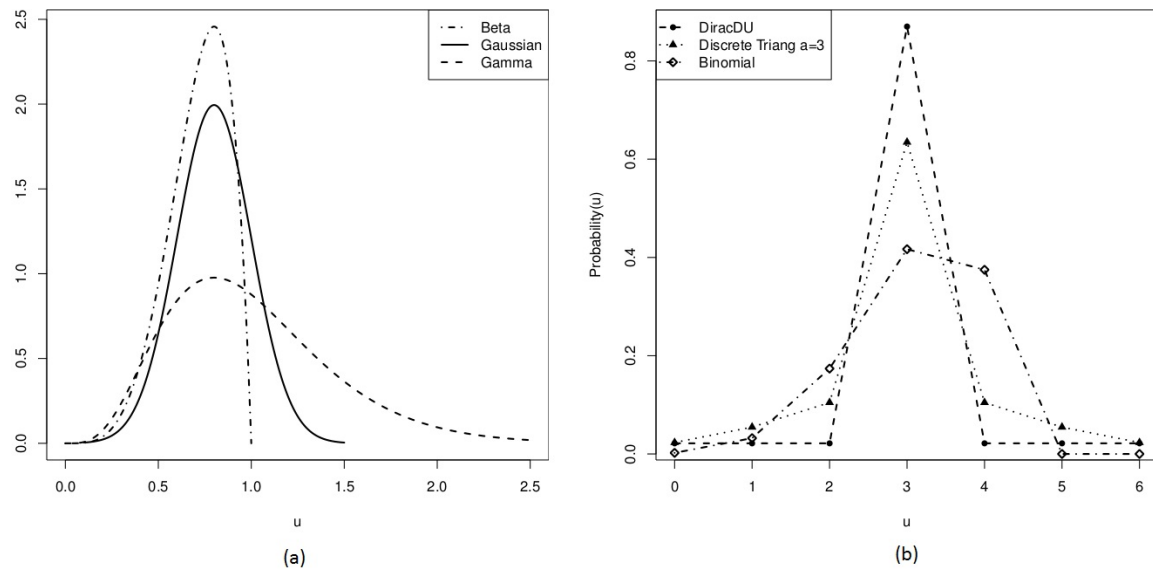 2.5
2.0
1.5
1.0
0.5
0.0
Beta
Gaussian
Gamma
0.0 0.5 1.0 1.5 2.0 2.5
u
(a)
DiracDU
Discrete Triang a=3
Binomial
Probability(u)
0.8
0.6
0.4
0.2
0.0
0 1 2 3 4 5 6
u
(b)